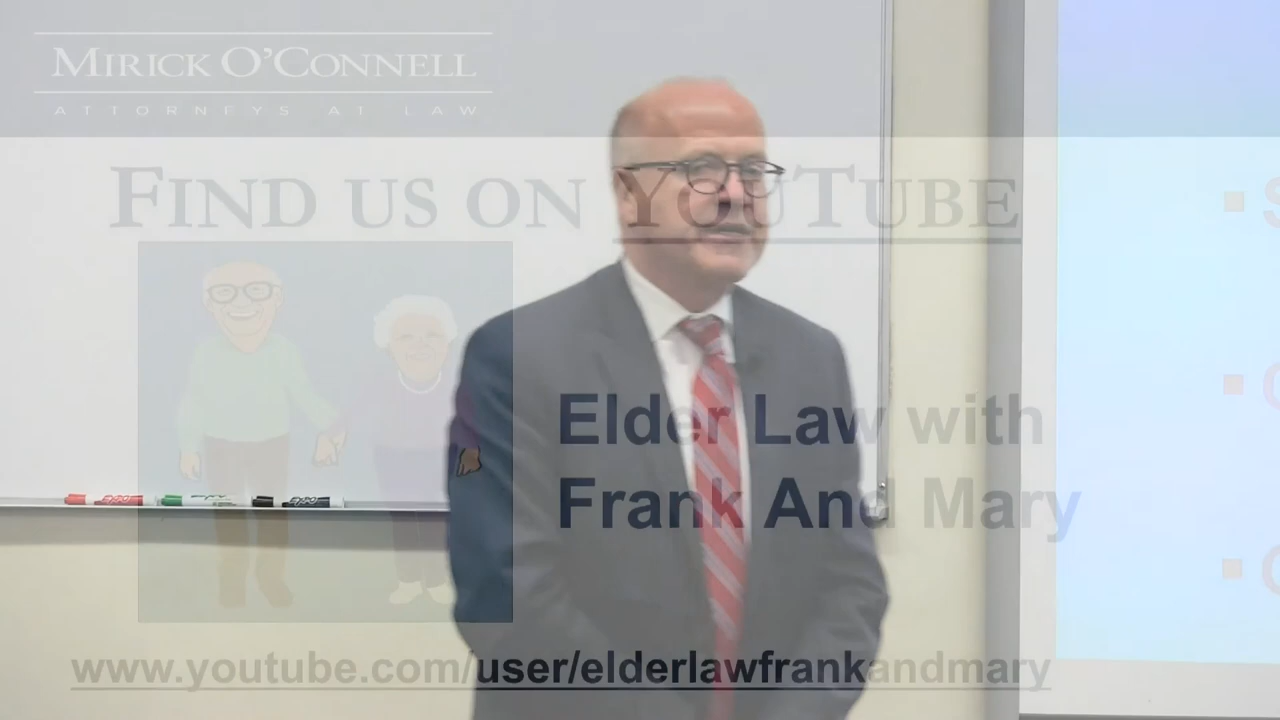 MIRICK O'CONNELL
ATTORNEYS AT LAW
FIND US ON YOUTUBE
Elder Law with
Frank And Mary
www.youtube.com/user/elderlawfrankandmary